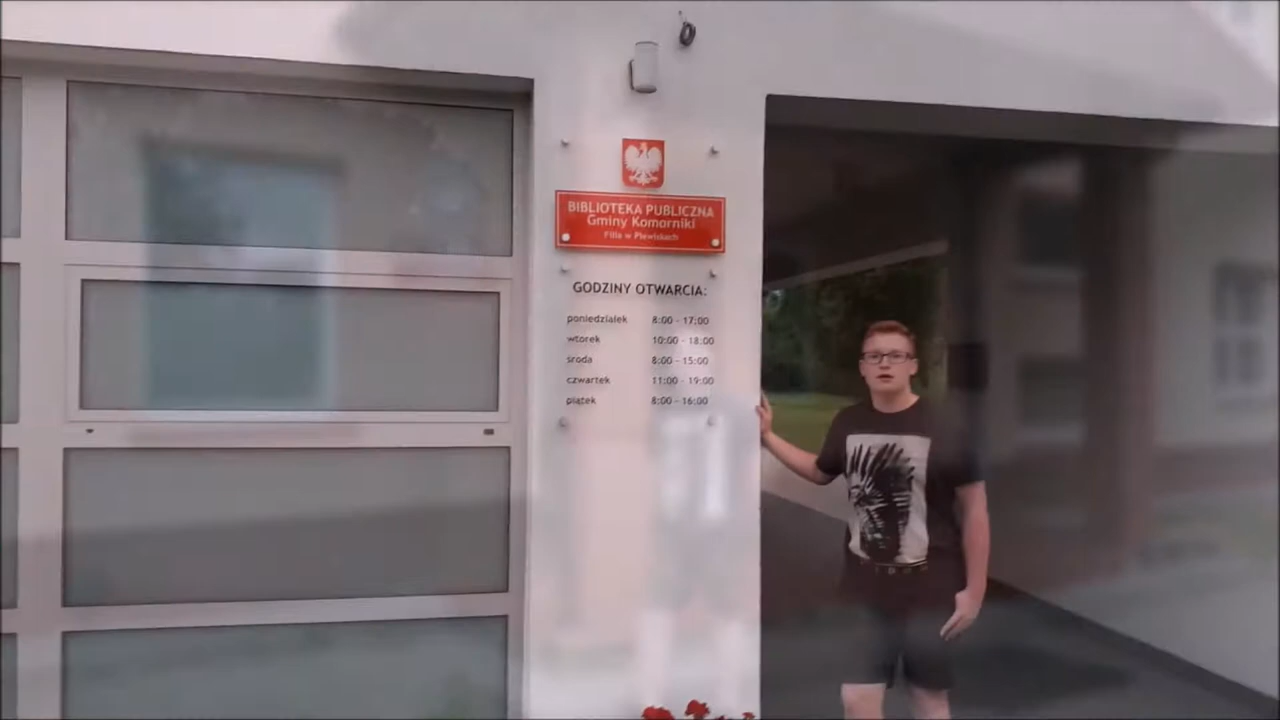 BIBLIOTEKA PUBLICZNA
Gminy Komorniki
Filia w Plewiskach
GODZINY OTWARCIA:
poniedziałek 8:00 - 17:00
wtorek 10:00 - 18:00
środa 8:00 - 15:00
czwartek 11:00 - 19:00
piątek 8:00 - 16:00